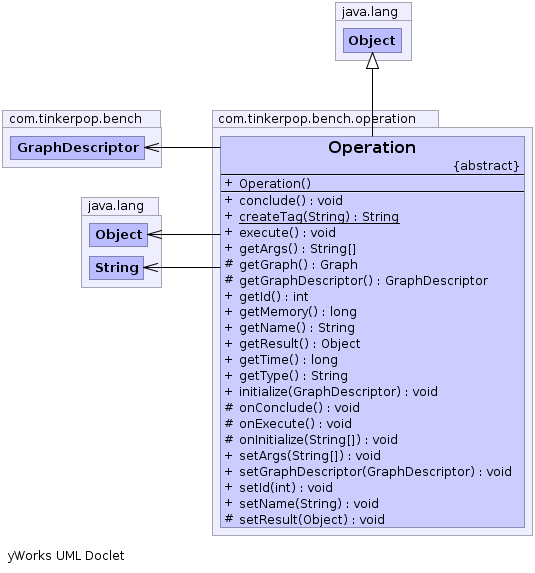 java.lang
Object
com.tinkerpop.bench
GraphDescriptor
java.lang
Object
String
com.tinkerpop.bench.operation
Operation
{abstract}
+ Operation()
+ conclude() : void
+ createTag(String) : String
+ execute() : void
+ getArgs() : String[]
# getGraph() : Graph
# getGraphDescriptor() : GraphDescriptor
+ getId() : int
+ getMemory() : long
+ getName() : String
+ getResult() : Object
+ getTime() : long
+ getType() : String
+ initialize(GraphDescriptor) : void
# onConclude() : void
# onExecute() : void
# onInitialize(String[]) : void
+ setArgs(String[]) : void
+ setGraphDescriptor(GraphDescriptor) : void
+ setId(int) : void
+ setName(String) : void
# setResult(Object) : void
yWorks UML Doclet